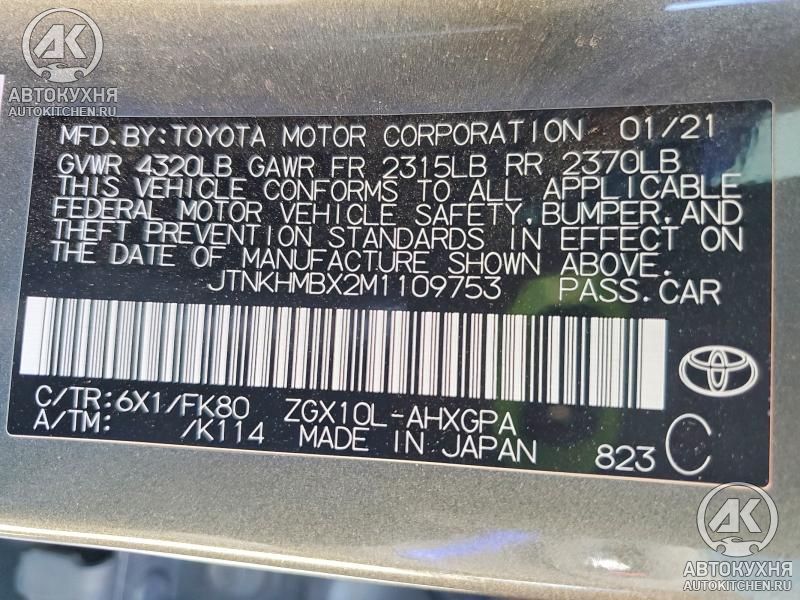 АК
АВТОКУХНЯ
AUTOKITCHEN.RU
MFD.BY:TOYOTA MOTOR CORPORATION 01/21
GVWR 4320LB GAWR FR 2315LB RR 2370LB
THIS VEHICLE CONFORMS TO ALL APPLICABLE
FEDERAL MOTOR VEHICLE SAFETY, BUMPER, AND
THEFT PREVENTION STANDARDS IN EFFECT ON
THE DATE OF MANUFACTURE SHOWN ABOVE.
JTNKHMBX2M1109753 PASS.CAR
C/TR:6X1/FK80 ZGX10L-AHXGPA
A/TM: /K114 MADE IN JAPAN 823 C
АК
АВТОКУХНЯ
AUTOKITCHEN.RU